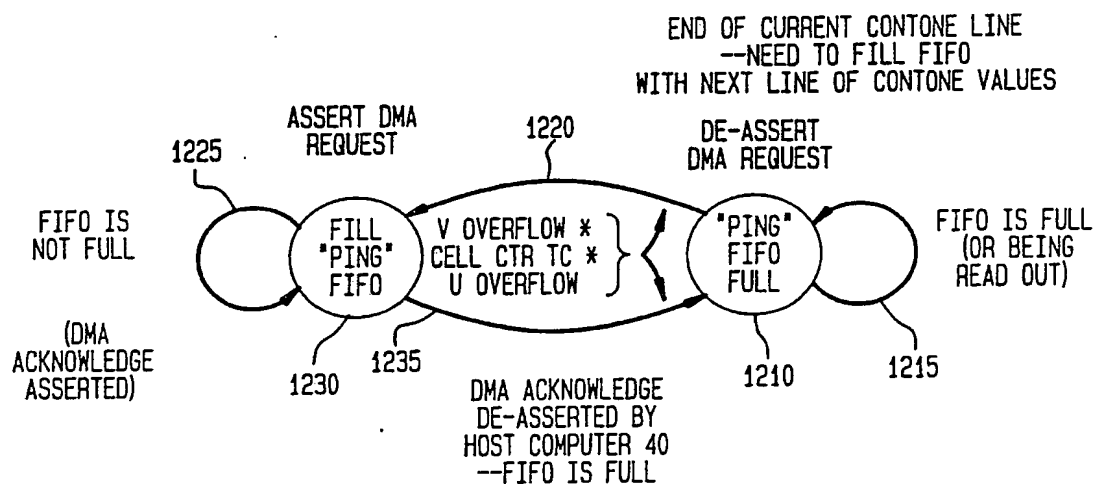 END OF CURRENT CONTONE LINE
--NEED TO FILL FIFO
WITH NEXT LINE OF CONTONE VALUES
ASSERT DMA
REQUEST
1220
DE-ASSERT
DMA REQUEST
1225
FIFO IS
NOT FULL
FILL
"PING"
FIFO
V OVERFLOW *
CELL CTR TC *
U OVERFLOW
"PING"
FIFO
FULL
FIFO IS FULL
(OR BEING
READ OUT)
(DMA
ACKNOWLEDGE
ASSERTED)
1230
1235
1210
1215
DMA ACKNOWLEDGE
DE-ASSERTED BY
HOST COMPUTER 40
--FIFO IS FULL